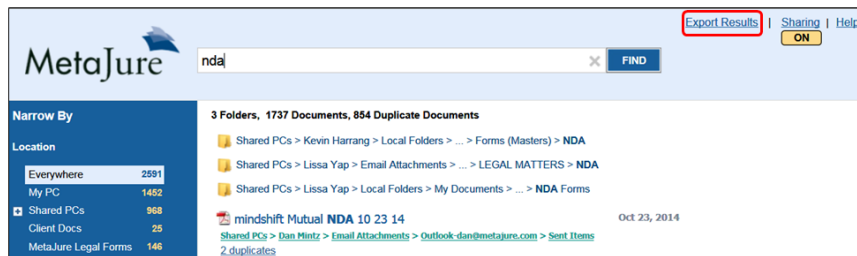 Export Results | Sharing | Help
ON
MetaJure
nda
FIND
Narrow By
Location
Everywhere 2591
My PC 1452
Shared PCs 968
Client Docs 25
MetaJure Legal Forms 146
3 Folders, 1737 Documents, 854 Duplicate Documents
Shared PCs > Kevin Harrang > Local Folders > ... > Forms (Masters) > NDA
Shared PCs > Lissa Yap > Email Attachments > ... > LEGAL MATTERS > NDA
Shared PCs > Lissa Yap > Local Folders > My Documents > ... > NDA Forms
mindshift Mutual NDA 10 23 14 Oct 23, 2014
Shared PCs > Dan Mintz > Email Attachments > Outlook-dan@metajure.com > Sent Items
2 duplicates